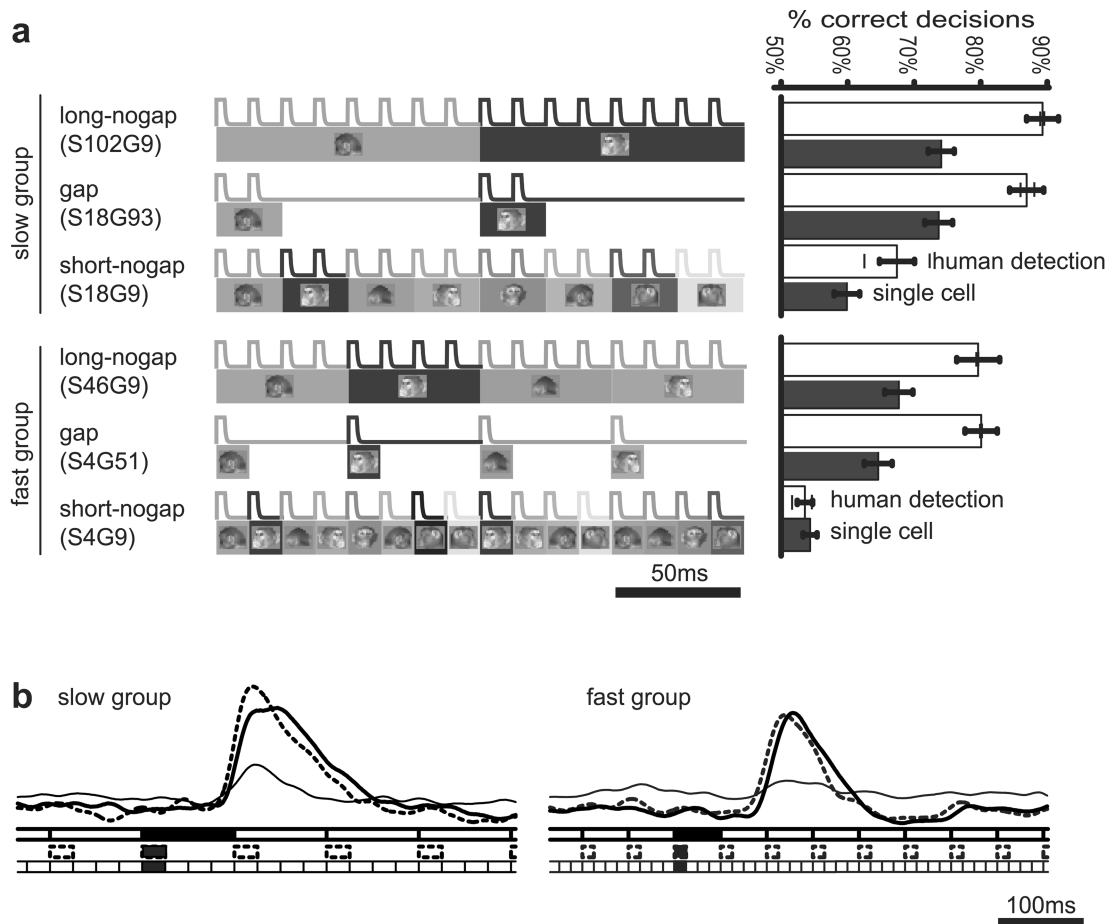 a
% correct decisions
50% 60% 70% 80% 90%
slow group
long-nogap
(S102G9)
gap
(S18G93)
short-nogap
(S18G9)
human detection
single cell
fast group
long-nogap
(S46G9)
gap
(S4G51)
short-nogap
(S4G9)
human detection
single cell
50ms
b
slow group
fast group
100ms